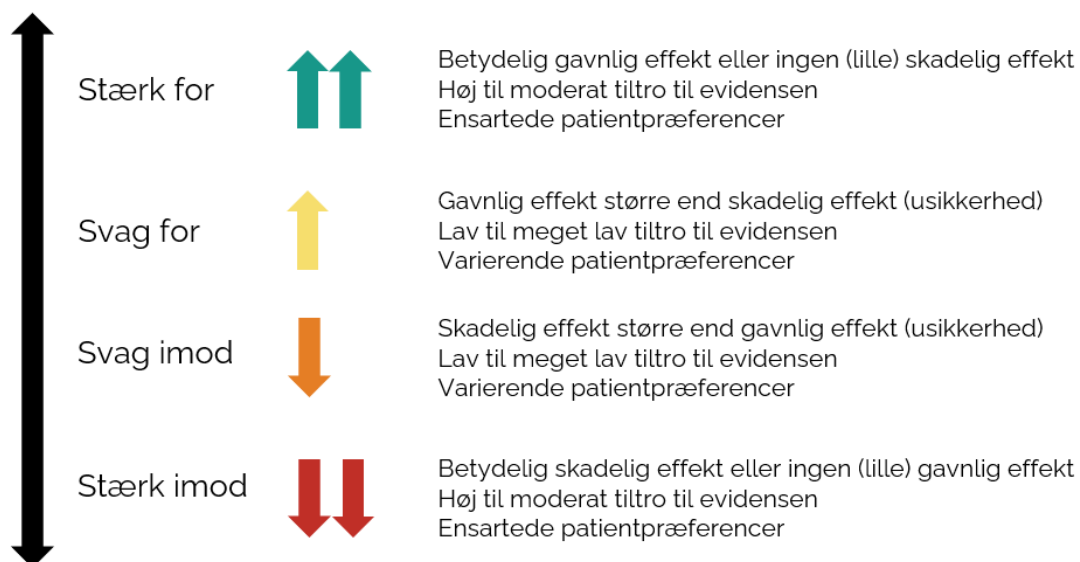 Stærk for
Betydelig gavnlig effekt eller ingen (lille) skadelig effekt
Høj til moderat tiltro til evidensen
Ensartede patientpræferencer
Svag for
Gavnlig effekt større end skadelig effekt (usikkerhed)
Lav til meget lav tiltro til evidensen
Varierende patientpræferencer
Svag imod
Skadelig effekt større end gavnlig effekt (usikkerhed)
Lav til meget lav tiltro til evidensen
Varierende patientpræferencer
Stærk imod
Betydelig skadelig effekt eller ingen (lille) gavnlig effekt
Høj til moderat tiltro til evidensen
Ensartede patientpræferencer